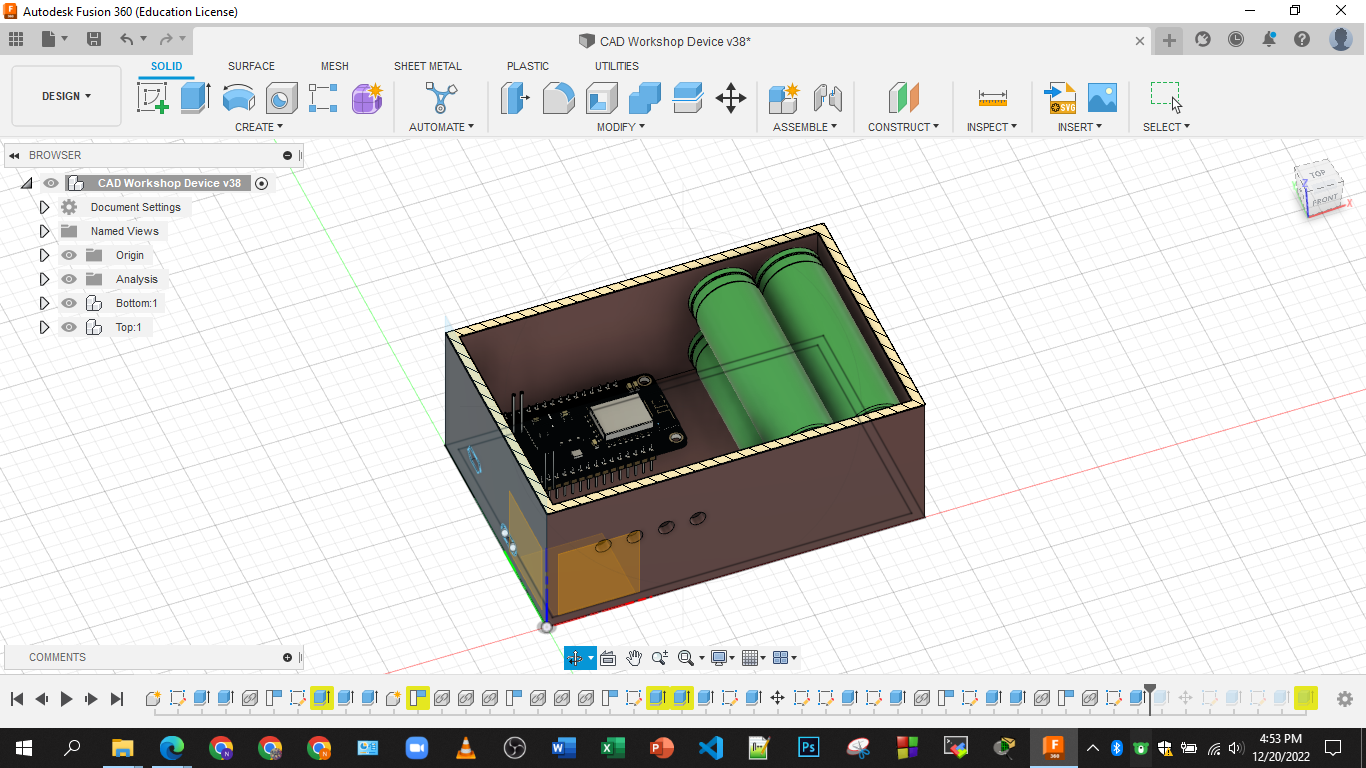 Autodesk Fusion 360 (Education License)
CAD Workshop Device v38*
DESIGN
SOLID
SURFACE
MESH
SHEET METAL
PLASTIC
UTILITIES
CREATE
AUTOMATE
MODIFY
ASSEMBLE
CONSTRUCT
INSPECT
INSERT
SELECT
SVG
BROWSER
CAD Workshop Device v38
Document Settings
Named Views
Origin
Analysis
Bottom:1
Top:1
TOP
FRONT
Z
X
COMMENTS
4:53 PM
12/20/2022